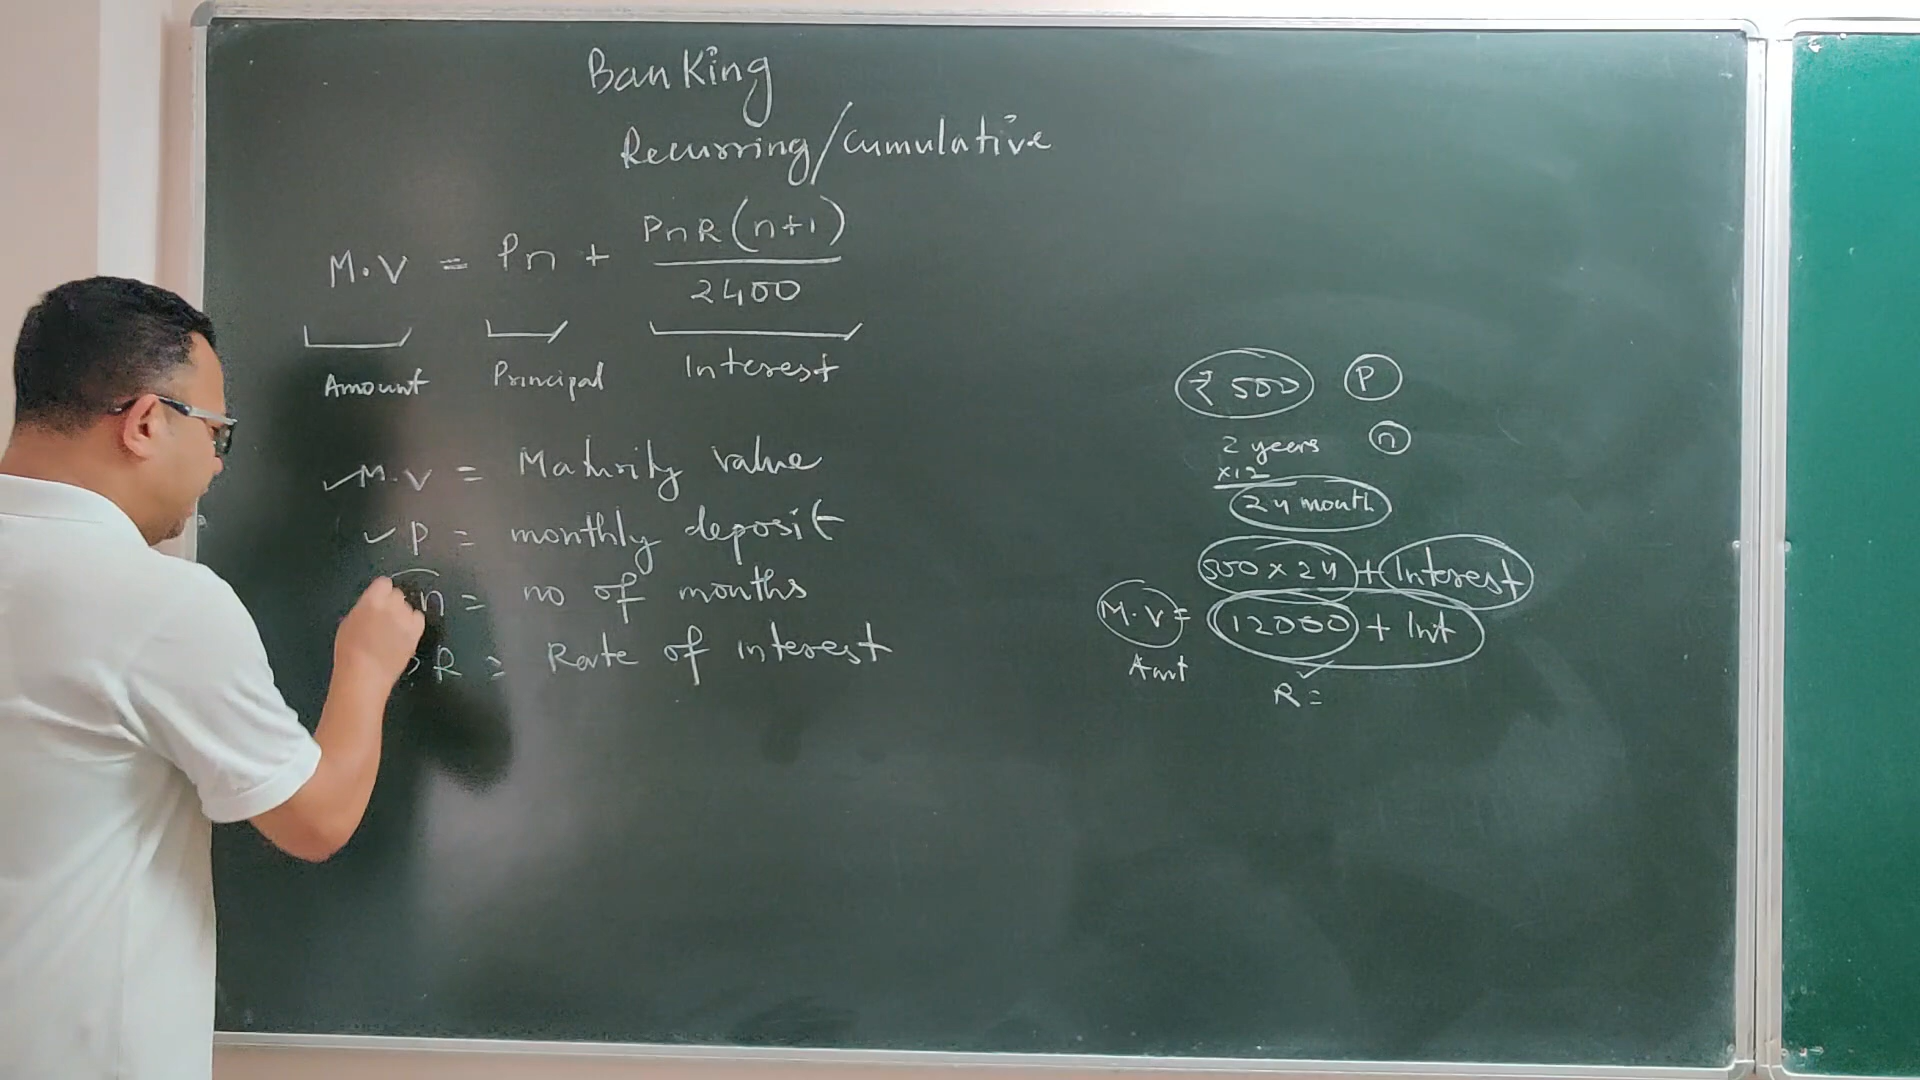 Banking
Recurring/Cumulative
M.V = Pn + PnR(n+1)
2400
Amount Principal Interest
M.V = Maturity value
P = monthly deposit
n = no of months
R = Rate of interest
₹ 500 P
2 years n
×12
24 month
500 × 24 + Interest
M.V = 12000 + Int
Amt
R =